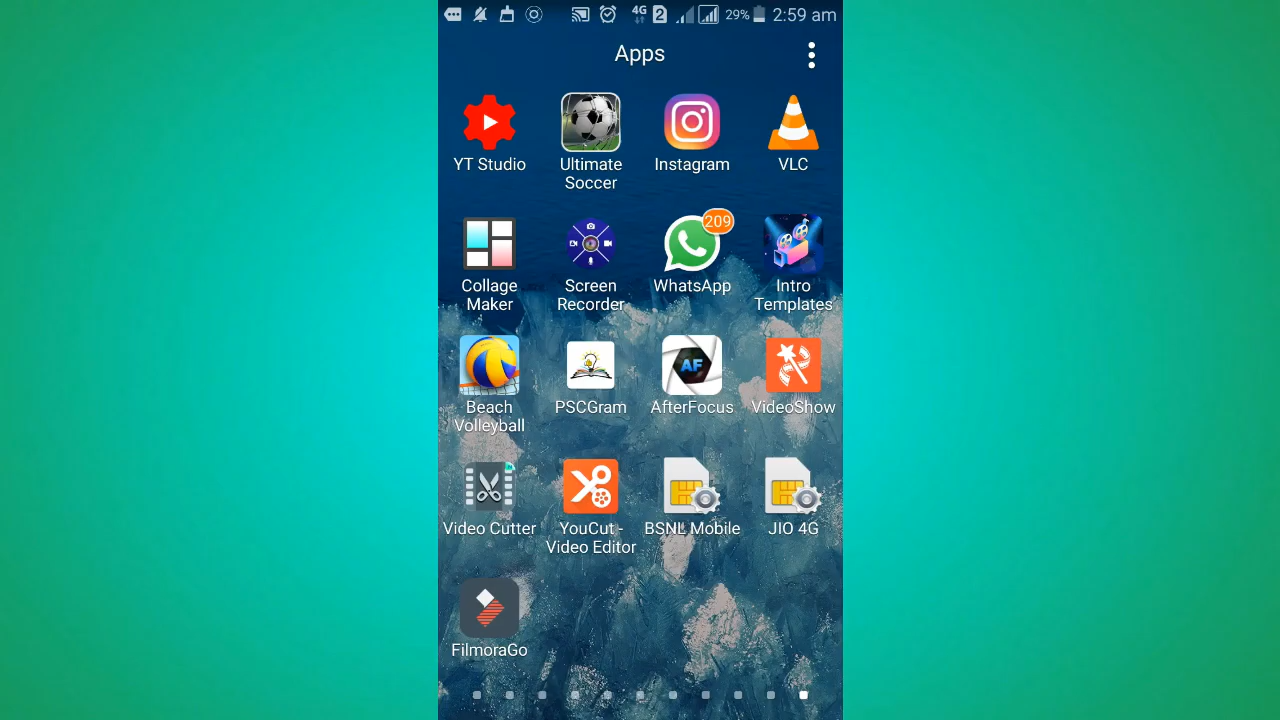 4G 2 29% 2:59 am
Apps
YT Studio
Ultimate
Soccer
Instagram
VLC
Collage
Maker
Screen
Recorder
209
WhatsApp
Intro
Templates
Beach
Volleyball
PSCGram
AF
AfterFocus
VideoShow
Video Cutter
YouCut -
Video Editor
BSNL Mobile
JIO 4G
FilmoraGo